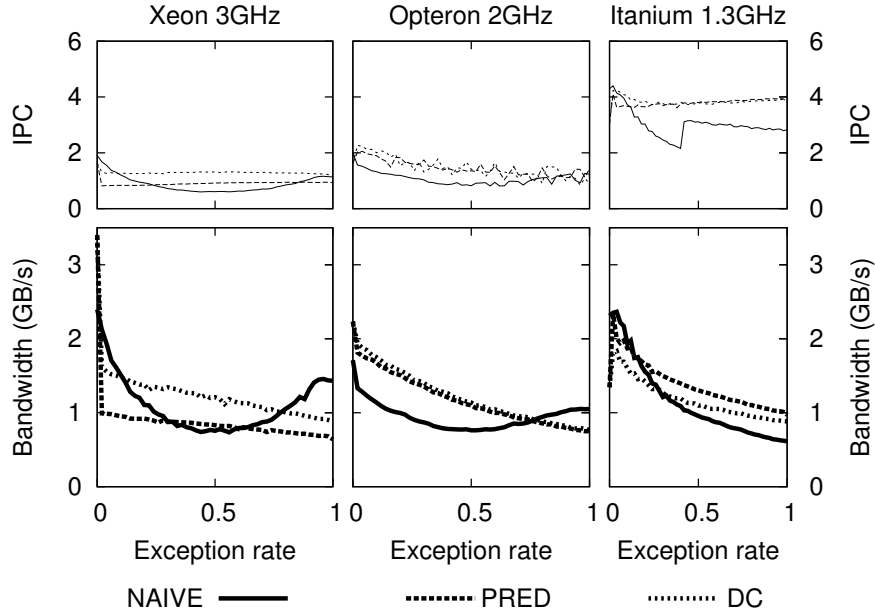 Xeon 3GHz Opteron 2GHz Itanium 1.3GHz
6 6
4 4
2 2
0 0
IPC IPC
3 3
2 2
1 1
0 0
Bandwidth (GB/s) Bandwidth (GB/s)
0 0.5 1 0 0.5 1 0 0.5 1
Exception rate Exception rate Exception rate
NAIVE PRED DC